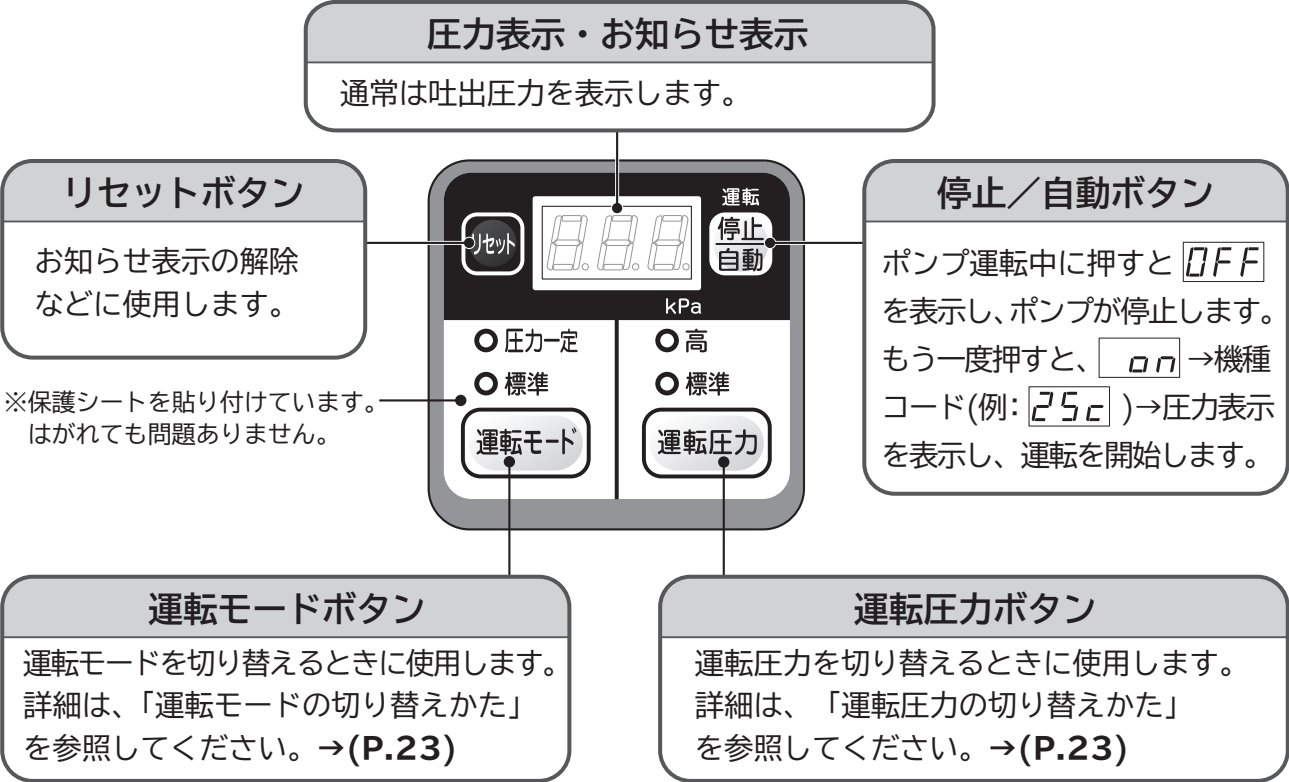 圧力表示・お知らせ表示
通常は吐出圧力を表示します。
リセットボタン
お知らせ表示の解除
などに使用します。
※保護シートを貼り付けています。
はがれても問題ありません。
リセット
8.8.8.
運転
停止
自動
kPa
圧力一定
標準
運転モード
高
標準
運転圧力
停止／自動ボタン
ポンプ運転中に押すと OFF
を表示し、ポンプが停止します。
もう一度押すと、 on →機種
コード(例: 25c )→圧力表示
を表示し、運転を開始します。
運転モードボタン
運転モードを切り替えるときに使用します。
詳細は、「運転モードの切り替えかた」
を参照してください。→(P.23)
運転圧力ボタン
運転圧力を切り替えるときに使用します。
詳細は、「運転圧力の切り替えかた」
を参照してください。→(P.23)